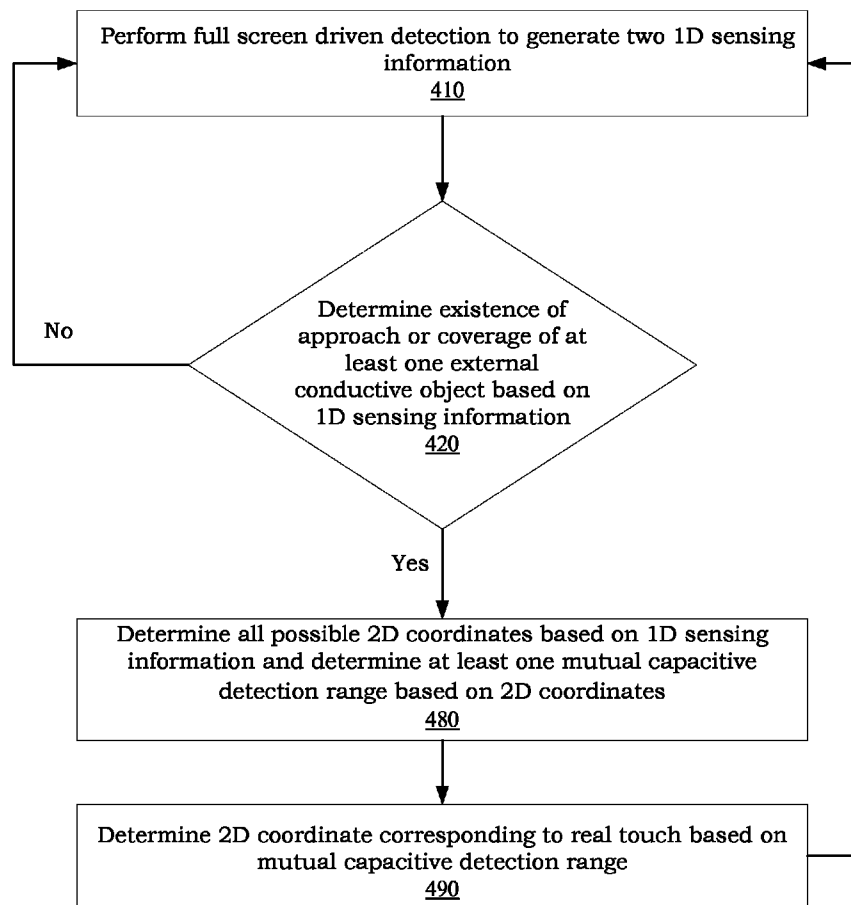 Perform full screen driven detection to generate two 1D sensing
information
410
No
Determine existence of
approach or coverage of at
least one external
conductive object based on
1D sensing information
420
Yes
Determine all possible 2D coordinates based on 1D sensing
information and determine at least one mutual capacitive
detection range based on 2D coordinates
480
Determine 2D coordinate corresponding to real touch based on
mutual capacitive detection range
490